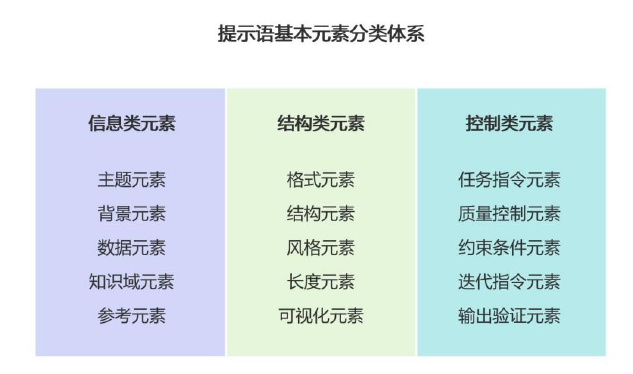 提示语基本元素分类体系
信息类元素
主题元素
背景元素
数据元素
知识域元素
参考元素
结构类元素
格式元素
结构元素
风格元素
长度元素
可视化元素
控制类元素
任务指令元素
质量控制元素
约束条件元素
迭代指令元素
输出验证元素